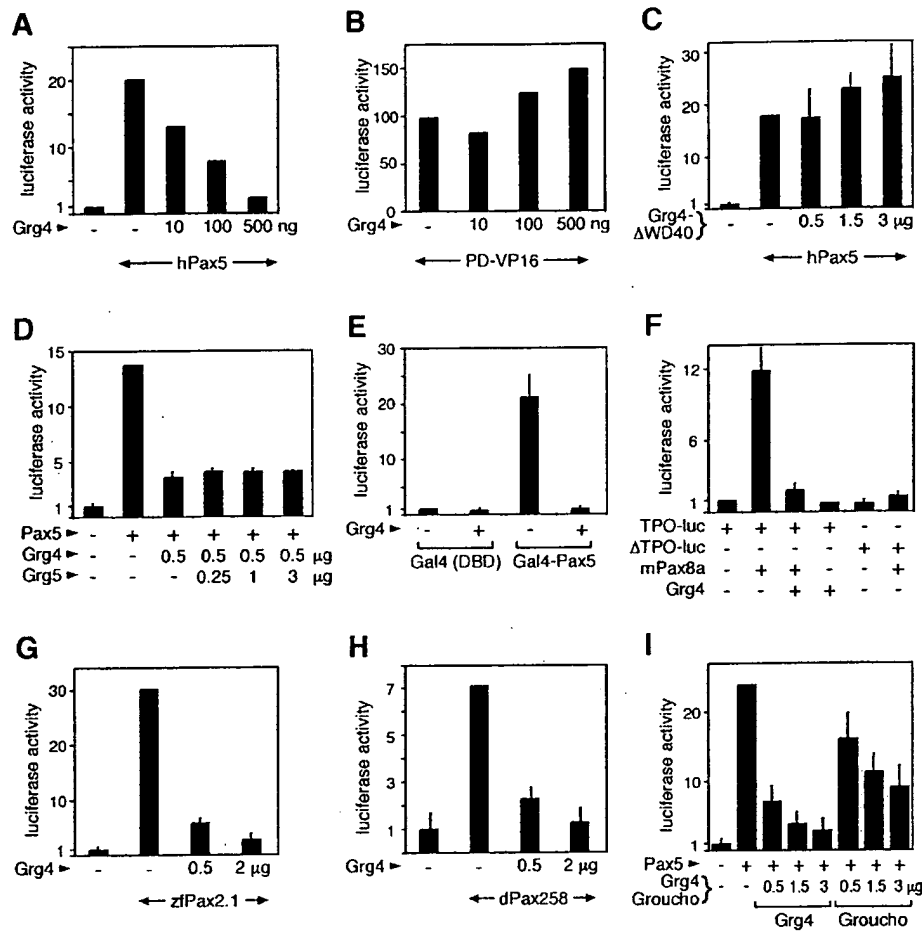 A
luciferase activity
20
10
1
Grg4 ► - - 10 100 500 ng
hPax5
B
luciferase activity
150
100
50
0
Grg4 ► - 10 100 500 ng
PD-VP16
C
luciferase activity
40
30
20
10
1
Grg4-
ΔWD40
- - 0.5 1.5 3 µg
hPax5
D
luciferase activity
15
10
5
1
Pax5 ► - + + + + +
Grg4 ► - - 0.5 0.5 0.5 0.5 µg
Grg5 ► - - - 0.25 1 3 µg
E
luciferase activity
30
20
10
1
Grg4 ► - + - +
Gal4 (DBD) Gal4-Pax5
F
luciferase activity
12
6
1
TPO-luc + + + + - -
ΔTPO-luc - - - - + +
mPax8a - + + - - +
Grg4 - - + + - -
G
luciferase activity
30
20
10
1
Grg4 ► - - 0.5 2 µg
zfPax2.1
H
luciferase activity
7
5
3
2
1
Grg4 ► - - 0.5 2 µg
dPax258
I
luciferase activity
20
10
1
Pax5 ► - + + + + + + +
Grg4
Groucho
- - 0.5 1.5 3 0.5 1.5 3 µg
Grg4 Groucho